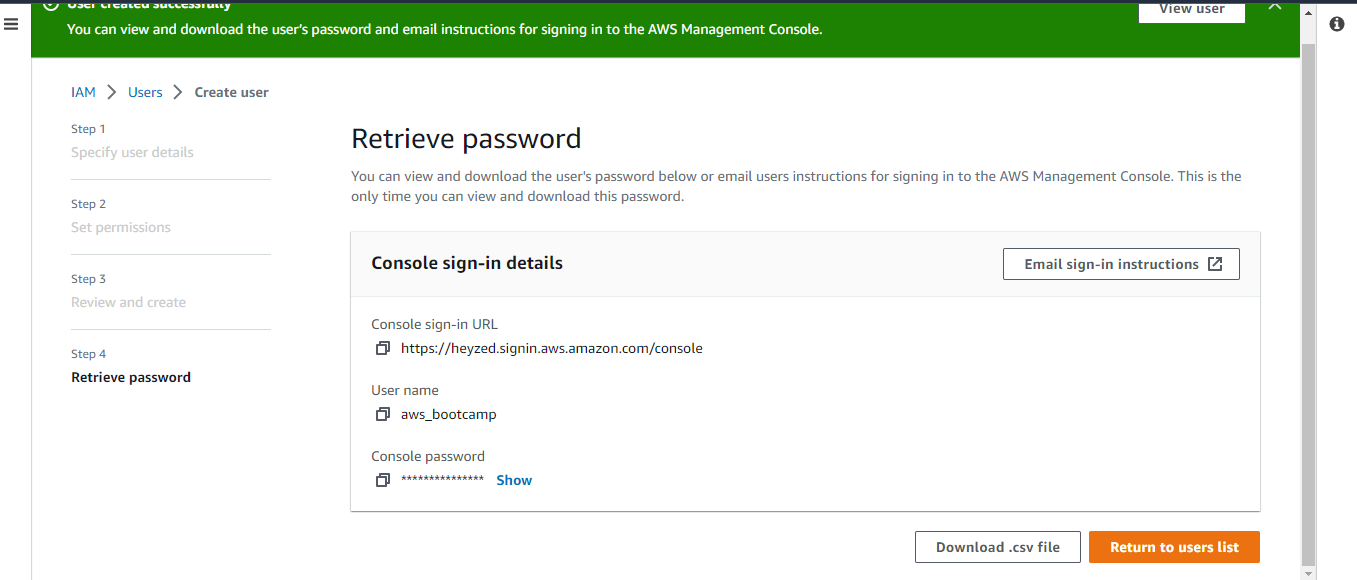 User created successfully
View user
You can view and download the user's password and email instructions for signing in to the AWS Management Console.
IAM > Users > Create user
Step 1
Specify user details
Step 2
Set permissions
Step 3
Review and create
Step 4
Retrieve password
Retrieve password
You can view and download the user's password below or email users instructions for signing in to the AWS Management Console. This is the
only time you can view and download this password.
Console sign-in details
Email sign-in instructions
Console sign-in URL
https://heyzed.signin.aws.amazon.com/console
User name
aws_bootcamp
Console password
*************** Show
Download .csv file
Return to users list